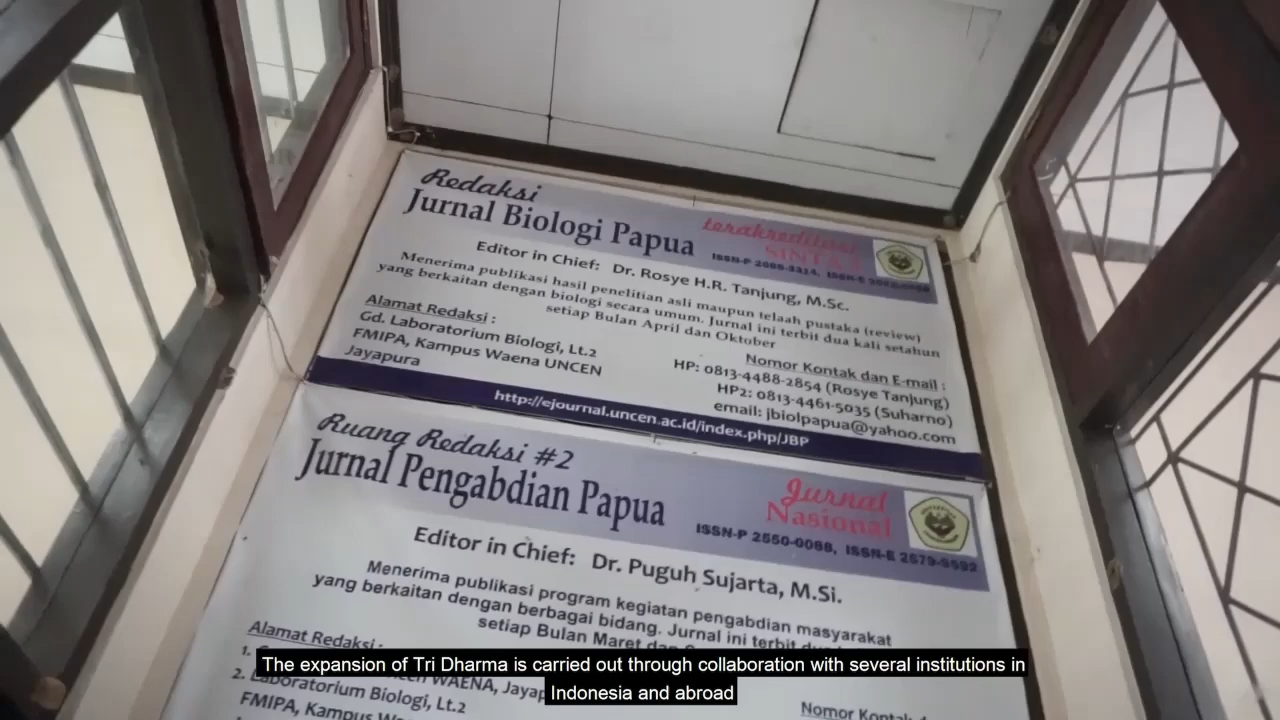 Redaksi
Jurnal Biologi Papua
terakreditasi
SINTA
Editor in Chief: Dr. Rosye H.R. Tanjung, M.Sc.
Menerima publikasi hasil penelitian asli maupun telaah pustaka (review)
yang berkaitan dengan biologi secara umum. Jurnal ini terbit dua kali setahun
setiap Bulan April dan Oktober
Alamat Redaksi :
Gd. Laboratorium Biologi, Lt.2
FMIPA, Kampus Waena UNCEN
Jayapura
Nomor Kontak dan E-mail :
HP: 0813-4488-2854 (Rosye Tanjung)
HP2: 0813-4461-5035 (Suharno)
email: jbiolpapua@yahoo.com
http://ejournal.uncen.ac.id/index.php/JBP
Ruang Redaksi #2
Jurnal Pengabdian Papua
Jurnal
Nasional
ISSN-P 2550-0088, ISSN-E
Editor in Chief: Dr. Puguh Sujarta, M.Si.
Menerima publikasi program kegiatan pengabdian masyarakat
yang berkaitan dengan berbagai bidang. Jurnal ini terbit
setiap Bulan Maret
Alamat Redaksi :
1.
WAENA,
2. Laboratorium Biologi, Lt.2
FMIPA, Kampus
Nomor
The expansion of Tri Dharma is carried out through collaboration with several institutions in
Indonesia and abroad